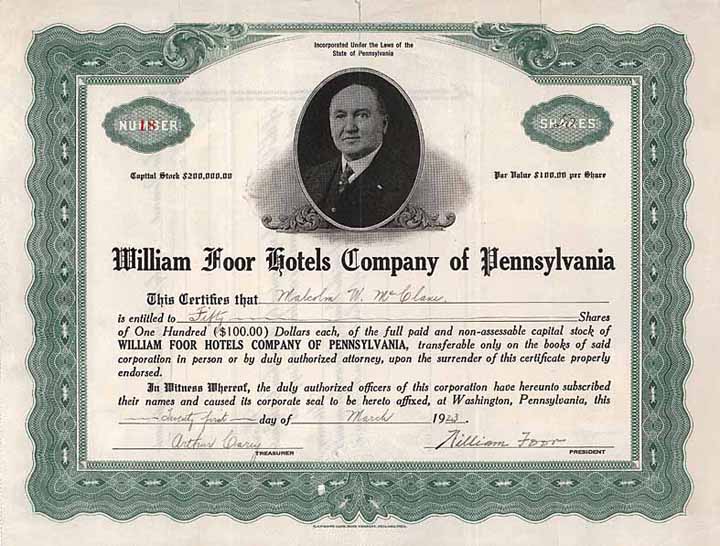 Incorporated Under the Laws of the
State of Pennsylvania
NUMBER 18
SHARES
Capital Stock $200,000.00
Par Value $100.00 per Share
William Foor Hotels Company of Pennsylvania
This Certifies that Malcolm W. McClane
is entitled to Fifty Shares
of One Hundred ($100.00) Dollars each, of the full paid and non-assessable capital stock of
WILLIAM FOOR HOTELS COMPANY OF PENNSYLVANIA, transferable only on the books of said
corporation in person or by duly authorized attorney, upon the surrender of this certificate properly
endorsed.
In Witness Whereof, the duly authorized officers of this corporation have hereunto subscribed
their names and caused its corporate seal to be hereto affixed, at Washington, Pennsylvania, this
Twenty first day of March 1923.
Arthur William Foor
TREASURER PRESIDENT